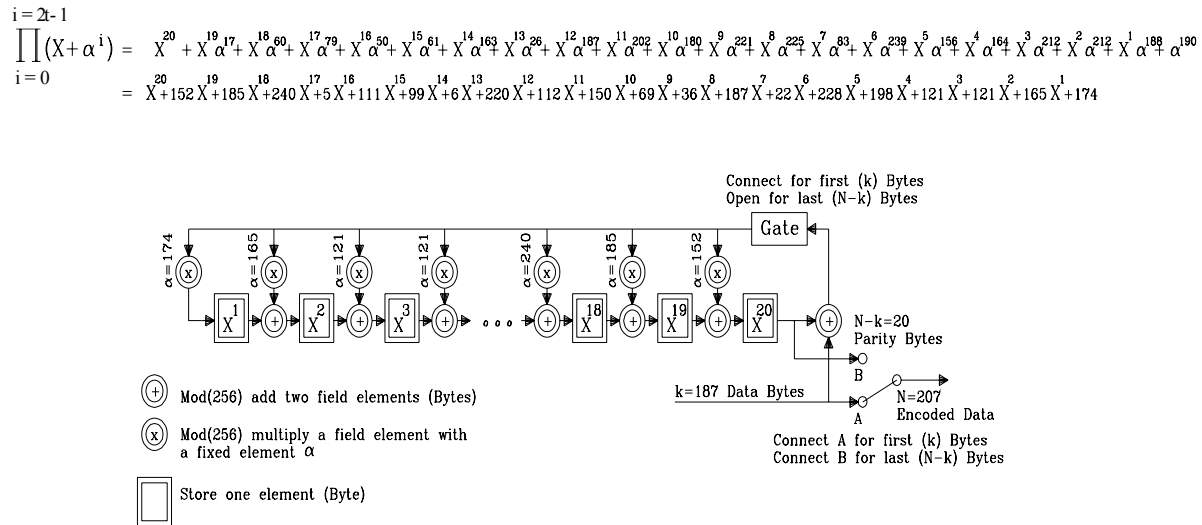 i = 2t-1
∏ (X+α^i) = X^20 + X^19 α^17 + X^18 α^60 + X^17 α^79 + X^16 α^50 + X^15 α^61 + X^14 α^163 + X^13 α^26 + X^12 α^187 + X^11 α^202 + X^10 α^180 + X^9 α^221 + X^8 α^225 + X^7 α^83 + X^6 α^239 + X^5 α^156 + X^4 α^164 + X^3 α^212 + X^2 α^212 + X^1 α^188 + α^190
i = 0
= X^20 +152 X^19 +185 X^18 +240 X^17 +5 X^16 +111 X^15 +99 X^14 +6 X^13 +220 X^12 +112 X^11 +150 X^10 +69 X^9 +36 X^8 +187 X^7 +22 X^6 +228 X^5 +198 X^4 +121 X^3 +121 X^2 +165 X^1 +174
Connect for first (k) Bytes
Open for last (N-k) Bytes
Gate
α=174 α=165 α=121 α=121 α=240 α=185 α=152
x x x x x x x
X^1 + X^2 + X^3 + ooo + X^18 + X^19 + X^20 +
N-k=20
Parity Bytes
B
k=187 Data Bytes
N=207
Encoded Data
A
Connect A for first (k) Bytes
Connect B for last (N-k) Bytes
+ Mod(256) add two field elements (Bytes)
x Mod(256) multiply a field element with
a fixed element α
Store one element (Byte)